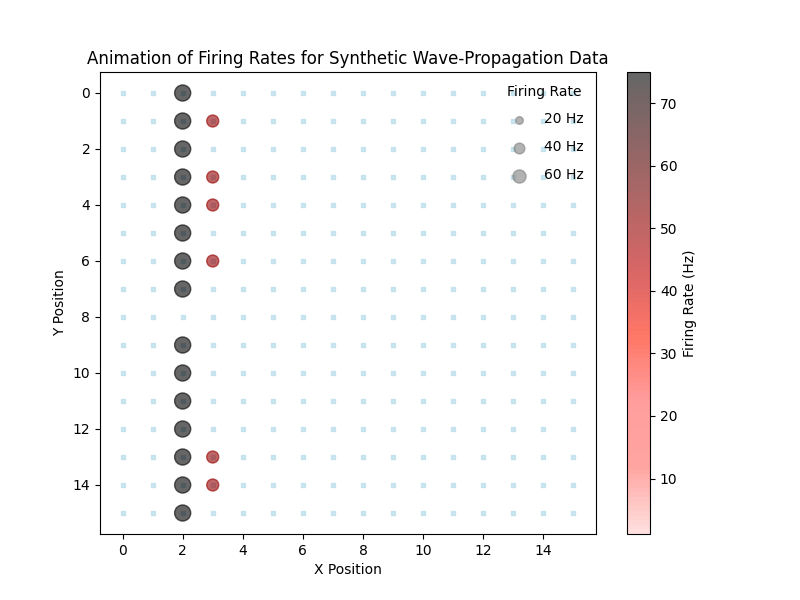 Animation of Firing Rates for Synthetic Wave-Propagation Data
Firing Rate
20 Hz
40 Hz
60 Hz
0
2
4
6
8
10
12
14
Y Position
0
2
4
6
8
10
12
14
X Position
70
60
50
40
30
20
10
Firing Rate (Hz)